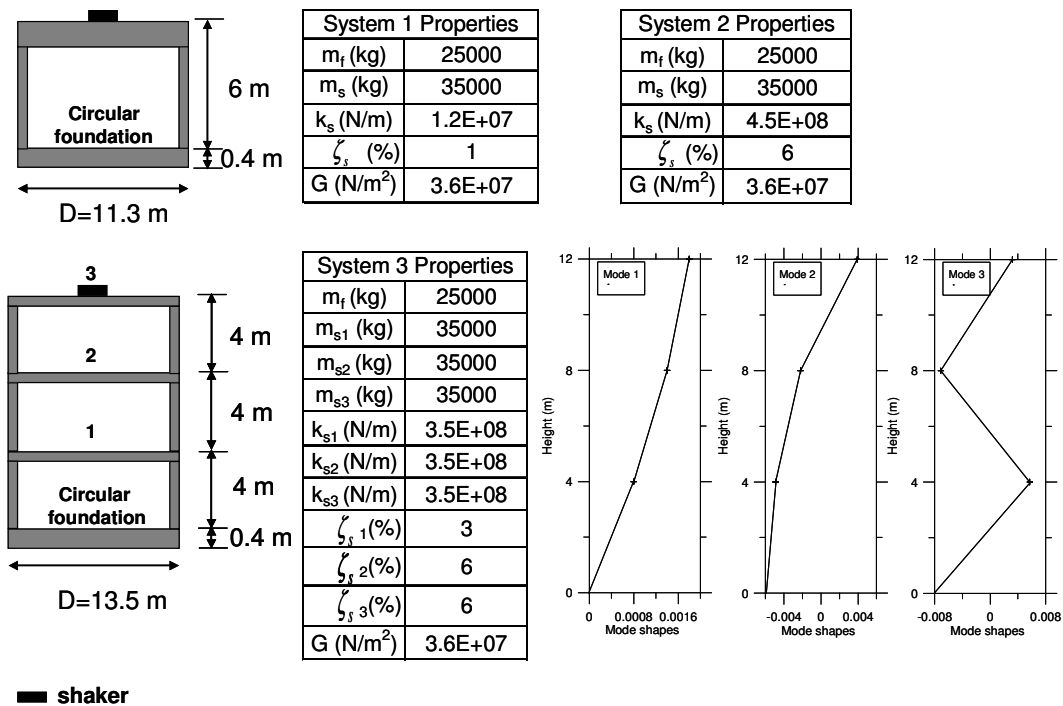 Circular
foundation
6 m
0.4 m
D=11.3 m
System 1 Properties
mf (kg) 25000
ms (kg) 35000
ks (N/m) 1.2E+07
ζs (%) 1
G (N/m2) 3.6E+07
System 2 Properties
mf (kg) 25000
ms (kg) 35000
ks (N/m) 4.5E+08
ζs (%) 6
G (N/m2) 3.6E+07
3
2
1
Circular
foundation
4 m
4 m
4 m
0.4 m
D=13.5 m
System 3 Properties
mf (kg) 25000
ms1 (kg) 35000
ms2 (kg) 35000
ms3 (kg) 35000
ks1 (N/m) 3.5E+08
ks2 (N/m) 3.5E+08
ks3 (N/m) 3.5E+08
ζs 1(%) 3
ζs 2(%) 6
ζs 3(%) 6
G (N/m2) 3.6E+07
Mode 1
-
12
8
4
0
Height (m)
0 0.0008 0.0016
Mode shapes
Mode 2
-
12
8
4
0
Height (m)
-0.004 0 0.004
Mode shapes
Mode 3
-
12
8
4
0
Height (m)
-0.008 0 0.008
Mode shapes
shaker